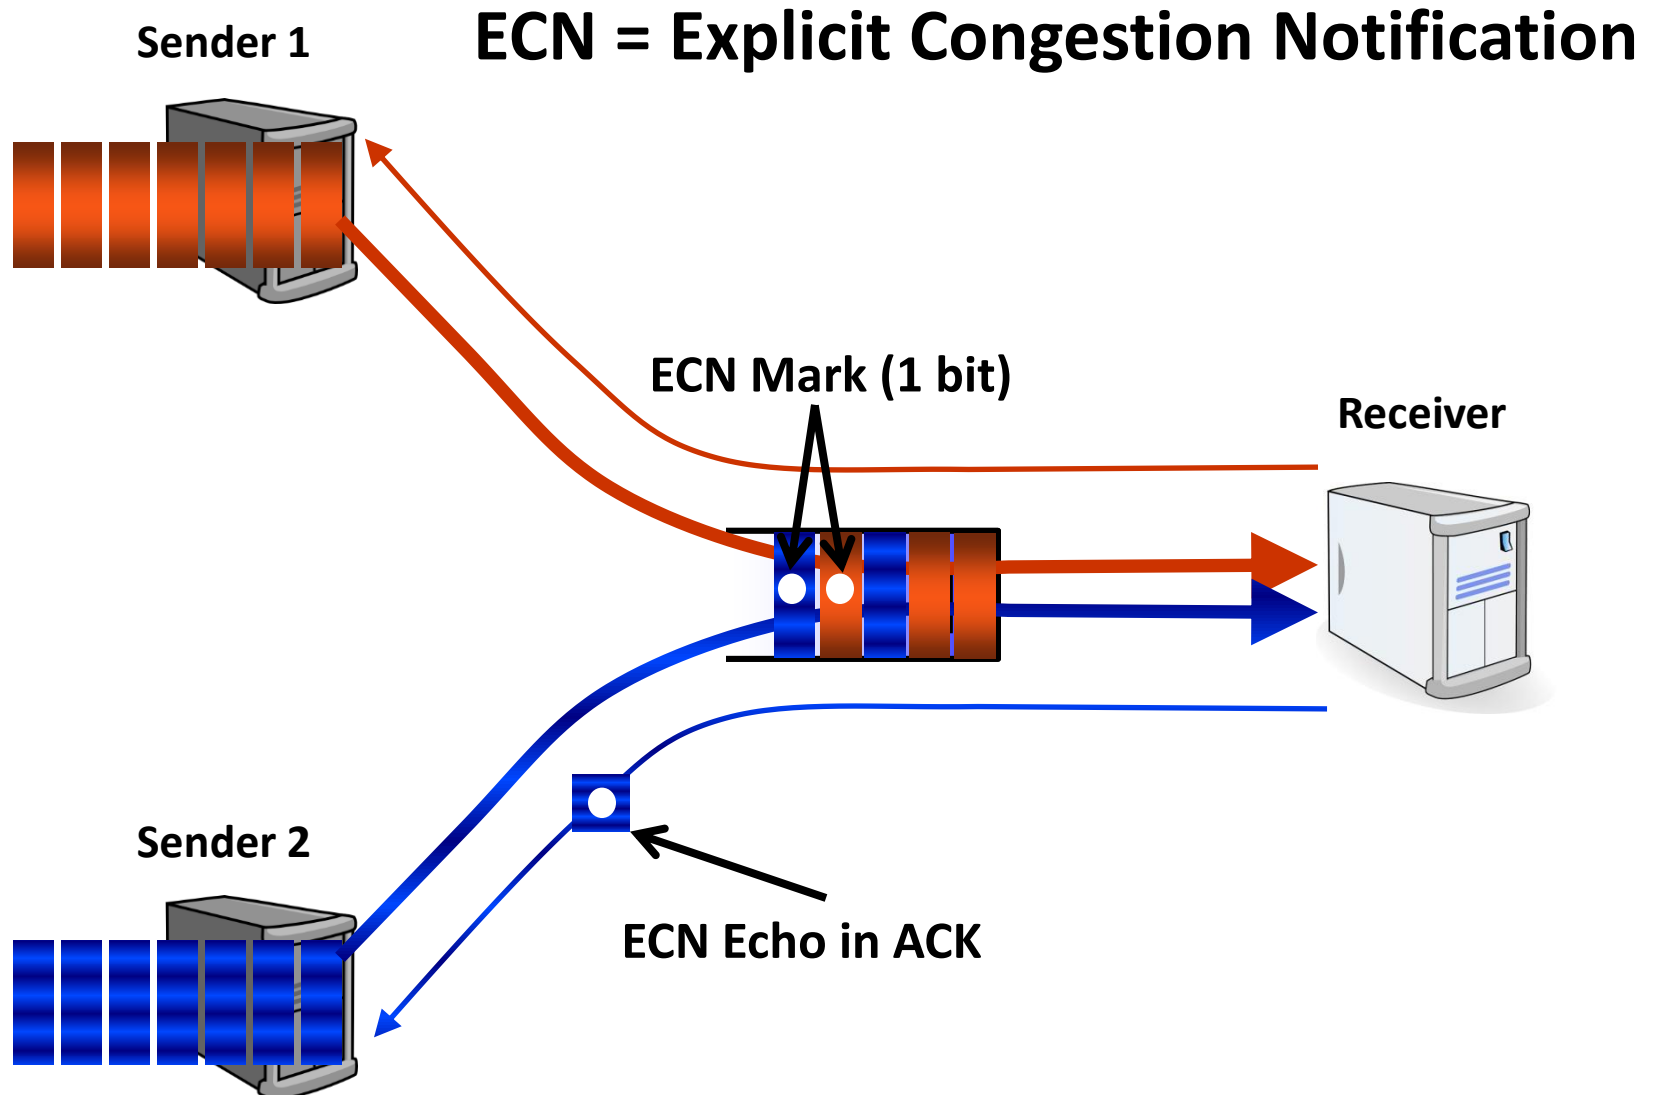 Sender 1
ECN = Explicit Congestion Notification
ECN Mark (1 bit)
Receiver
Sender 2
ECN Echo in ACK